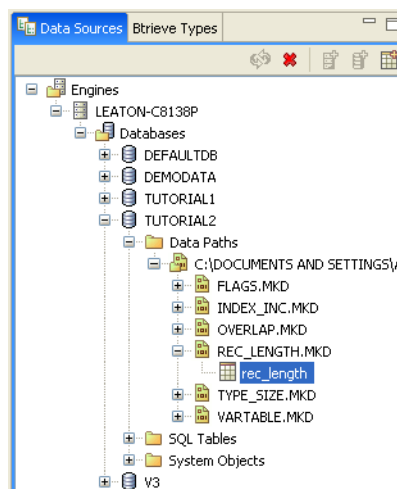 Data Sources Btrieve Types
Engines
LEATON-C8138P
Databases
DEFAULTDB
DEMODATA
TUTORIAL1
TUTORIAL2
Data Paths
C:\DOCUMENTS AND SETTINGS\
FLAGS.MKD
INDEX_INC.MKD
OVERLAP.MKD
REC_LENGTH.MKD
rec_length
TYPE_SIZE.MKD
VARTABLE.MKD
SQL Tables
System Objects
V3